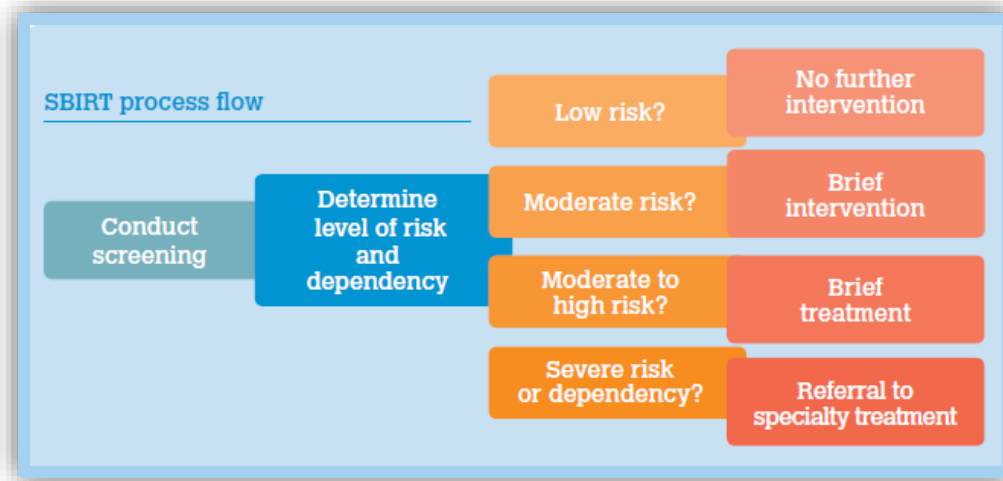 SBIRT process flow
Conduct
screening
Determine
level of risk
and
dependency
Low risk?
No further
intervention
Moderate risk?
Brief
intervention
Moderate to
high risk?
Brief
treatment
Severe risk
or dependency?
Referral to
specialty treatment